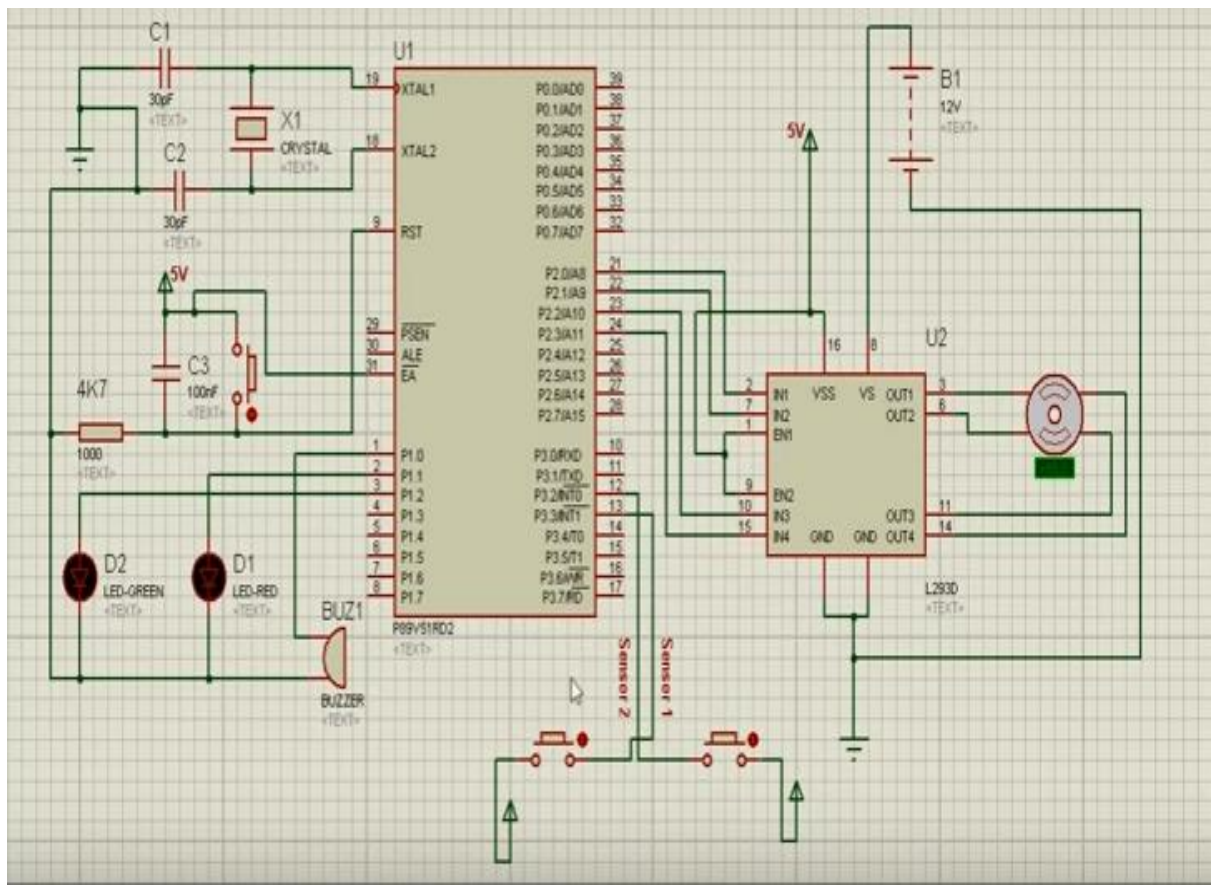 C1
30pF
<TEXT>
X1
CRYSTAL
<TEXT>
C2
30pF
<TEXT>
5V
C3
100nF
<TEXT>
4K7
1000
D2
LED-GREEN
<TEXT>
D1
LED-RED
<TEXT>
BUZ1
BUZZER
<TEXT>
U1
19 XTAL1
18 XTAL2
9 RST
29 PSEN
30 ALE
31 EA
1 P1.0
2 P1.1
3 P1.2
4 P1.3
5 P1.4
6 P1.5
7 P1.6
8 P1.7
P0.0/AD0 39
P0.1/AD1 38
P0.2/AD2 37
P0.3/AD3 36
P0.4/AD4 35
P0.5/AD5 34
P0.6/AD6 33
P0.7/AD7 32
P2.0/A8 21
P2.1/A9 22
P2.2/A10 23
P2.3/A11 24
P2.4/A12 25
P2.5/A13 26
P2.6/A14 27
P2.7/A15 28
P3.0/RXD 10
P3.1/TXD 11
P3.2/INT0 12
P3.3/INT1 13
P3.4/T0 14
P3.5/T1 15
P3.6/WR 16
P3.7/RD 17
P89V51RD2
<TEXT>
Sensor 2
Sensor 1
5V
B1
12V
<TEXT>
U2
16 8
VSS VS
2 IN1
7 IN2
1 EN1
9 EN2
10 IN3
15 IN4
OUT1 3
OUT2 6
OUT3 11
OUT4 14
GND GND
L293D
<TEXT>